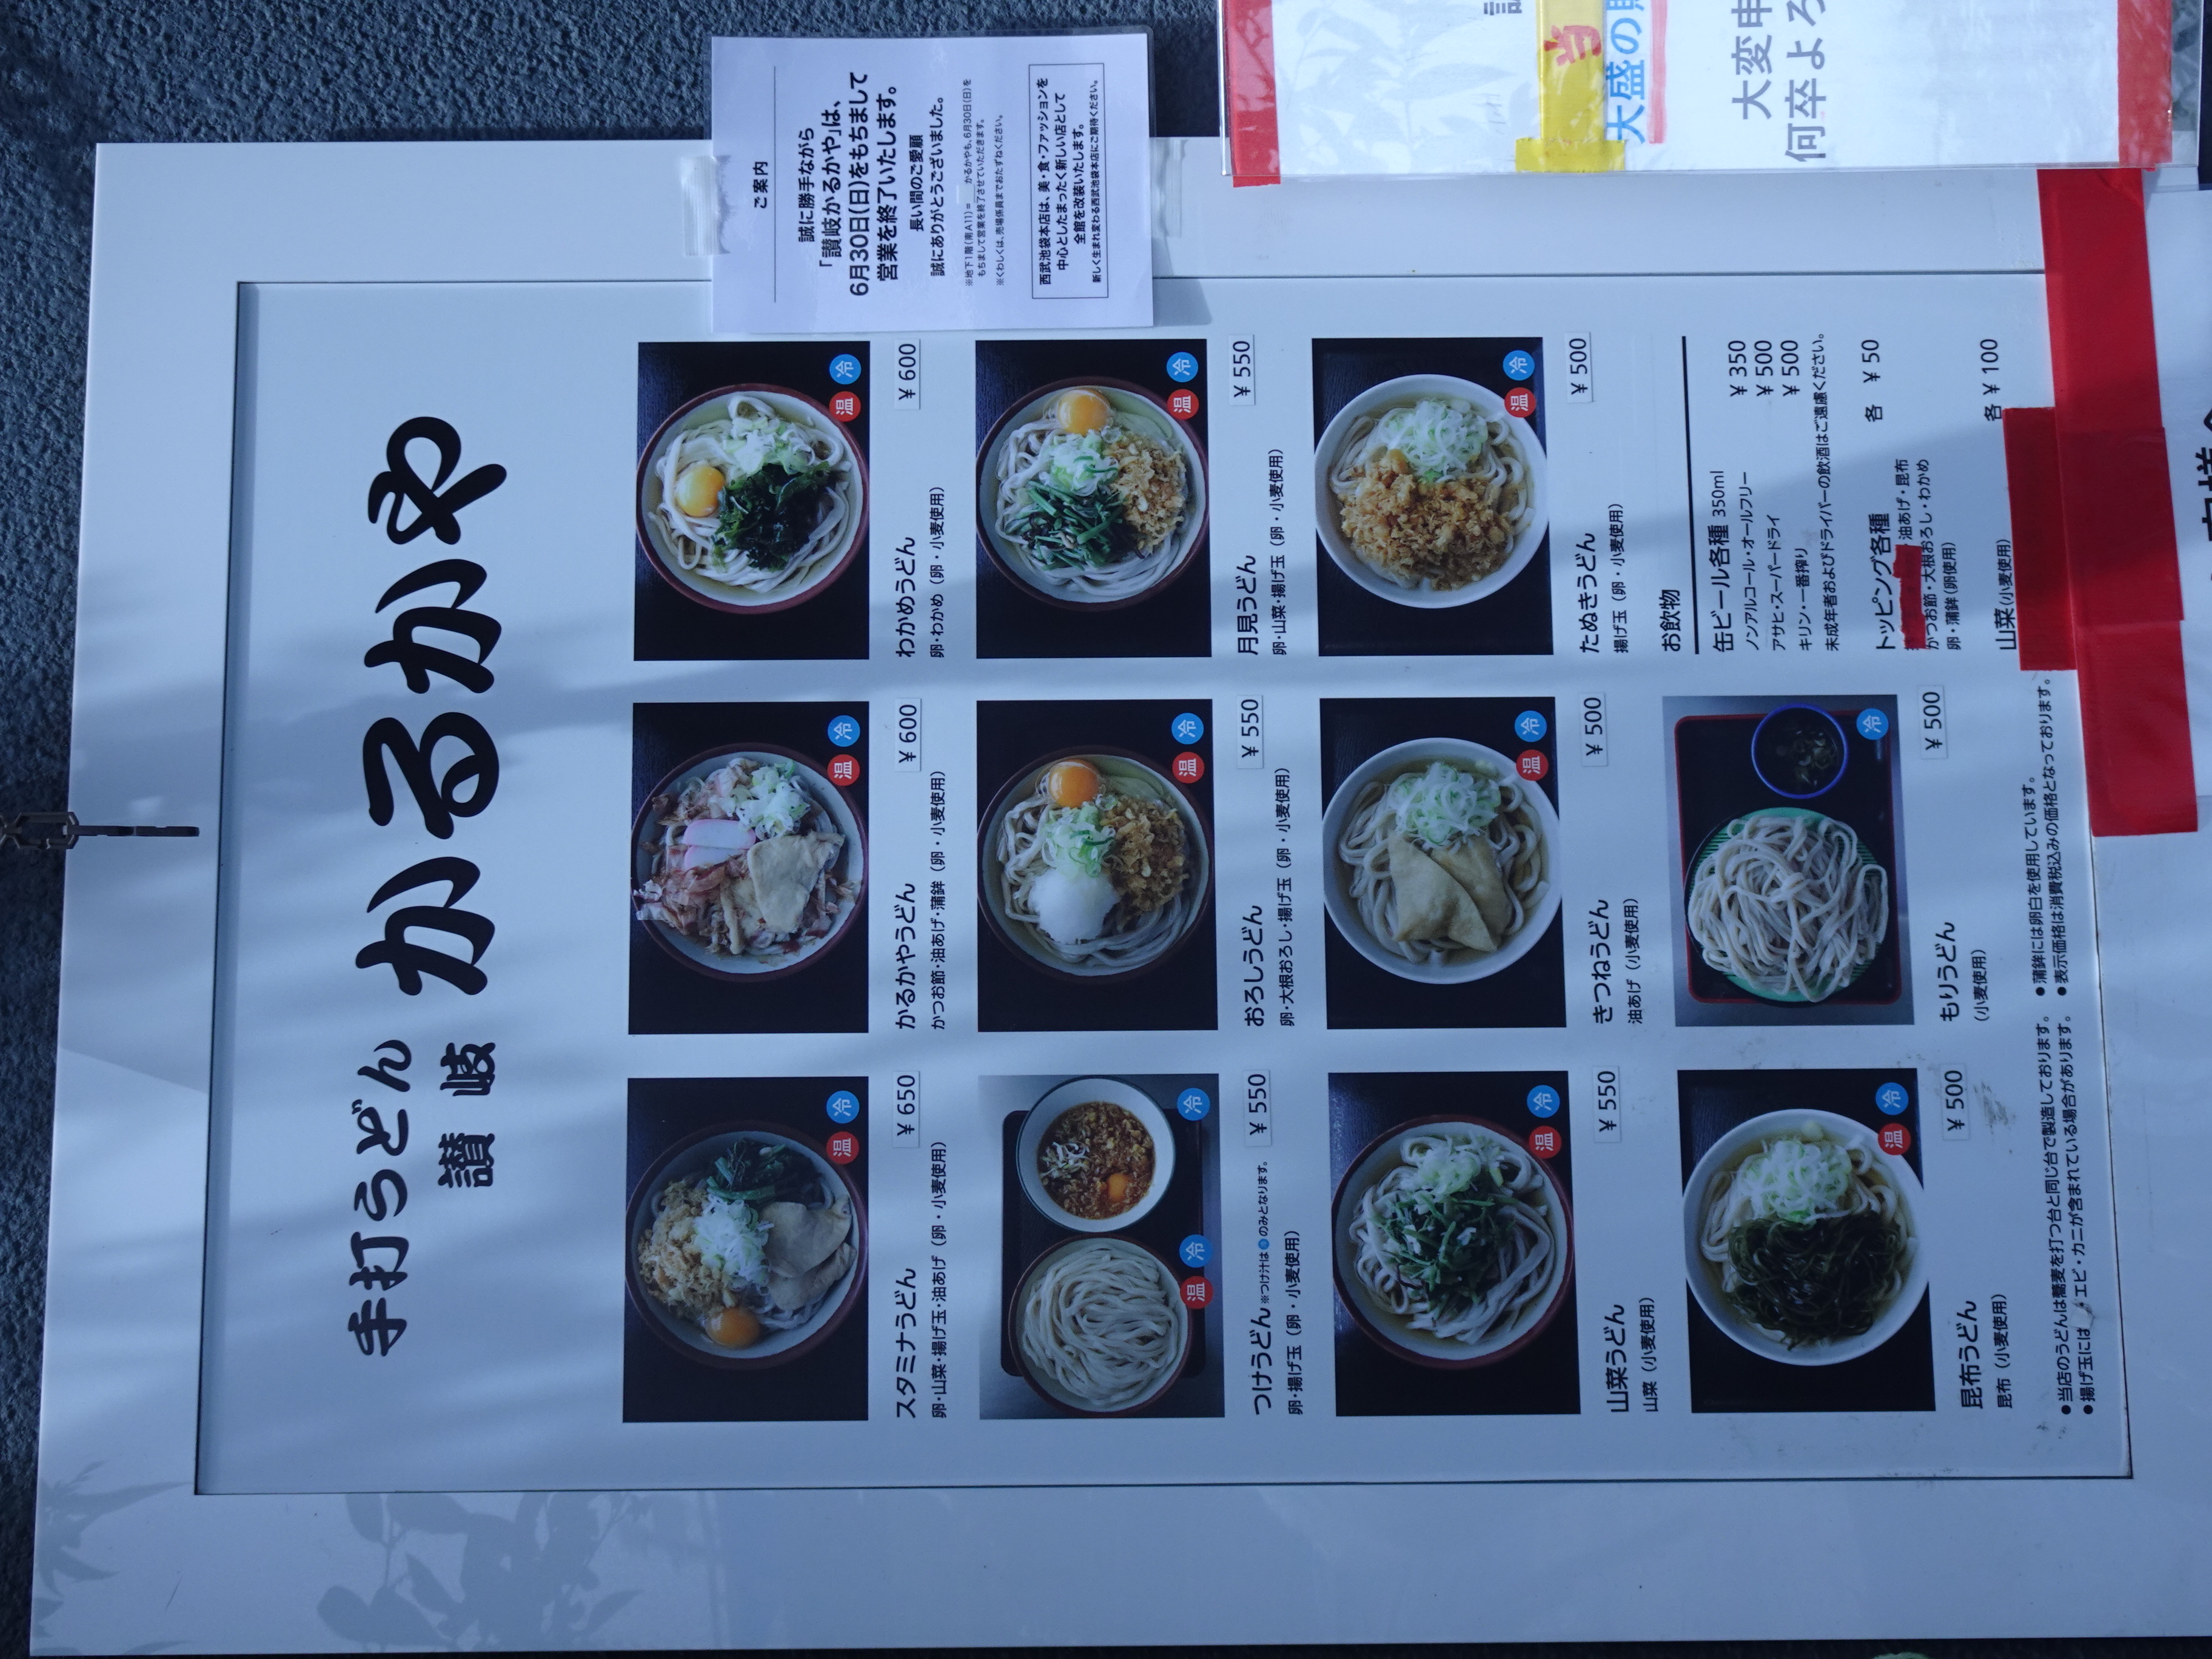 手打うどん
讃岐
かるかや
温 冷
温 冷
温 冷
スタミナうどん ¥650
卵・山菜・揚げ玉・油あげ（卵・小麦使用）
かるかやうどん ¥600
かつお節・油あげ・蒲鉾（卵・小麦使用）
わかめうどん ¥600
卵・わかめ（卵・小麦使用）
温 冷 冷
温 冷
温 冷
つけうどん ※つけ汁は冷のみとなります。 ¥550
卵・揚げ玉（卵・小麦使用）
おろしうどん ¥550
卵・大根おろし・揚げ玉（卵・小麦使用）
月見うどん ¥550
卵・山菜・揚げ玉（卵・小麦使用）
温 冷
温 冷
温 冷
山菜うどん ¥550
山菜（小麦使用）
きつねうどん ¥500
油あげ（小麦使用）
たぬきうどん ¥500
揚げ玉（卵・小麦使用）
温 冷
冷
昆布うどん ¥500
昆布（小麦使用）
もりうどん ¥500
（小麦使用）
お飲物
缶ビール各種 350ml
ノンアルコール・オールフリー ¥350
アサヒ・スーパードライ ¥500
キリン・一番搾り ¥500
未成年者およびドライバーの飲酒はご遠慮ください。
トッピング各種 各 ¥50
油あげ・昆布
かつお節・大根おろし・わかめ
卵・蒲鉾（卵使用）
山菜（小麦使用） 各 ¥100
●当店のうどんは蕎麦を打つ台と同じ台で製造しております。
●揚げ玉には ・エビ・カニが含まれている場合があります。
●蒲鉾には卵白を使用しています。
●表示価格は消費税込みの価格となっております。
ご案内
誠に勝手ながら
「讃岐かるかや」は、
6月30日(日)をもちまして
営業を終了いたします。
長い間のご愛顧
誠にありがとうございました。
※地下1階（南A11）= かるかやも、6月30日(日)を
もちまして営業を終了させていただきます。
※くわしくは、売場係員までおたずねください。
西武池袋本店は、美・食・ファッションを
中心としたまったく新しい店として
全館を改装いたします。
新しく生まれ変わる西武池袋本店にご期待ください。
当
大盛の
大変申
何卒よろ